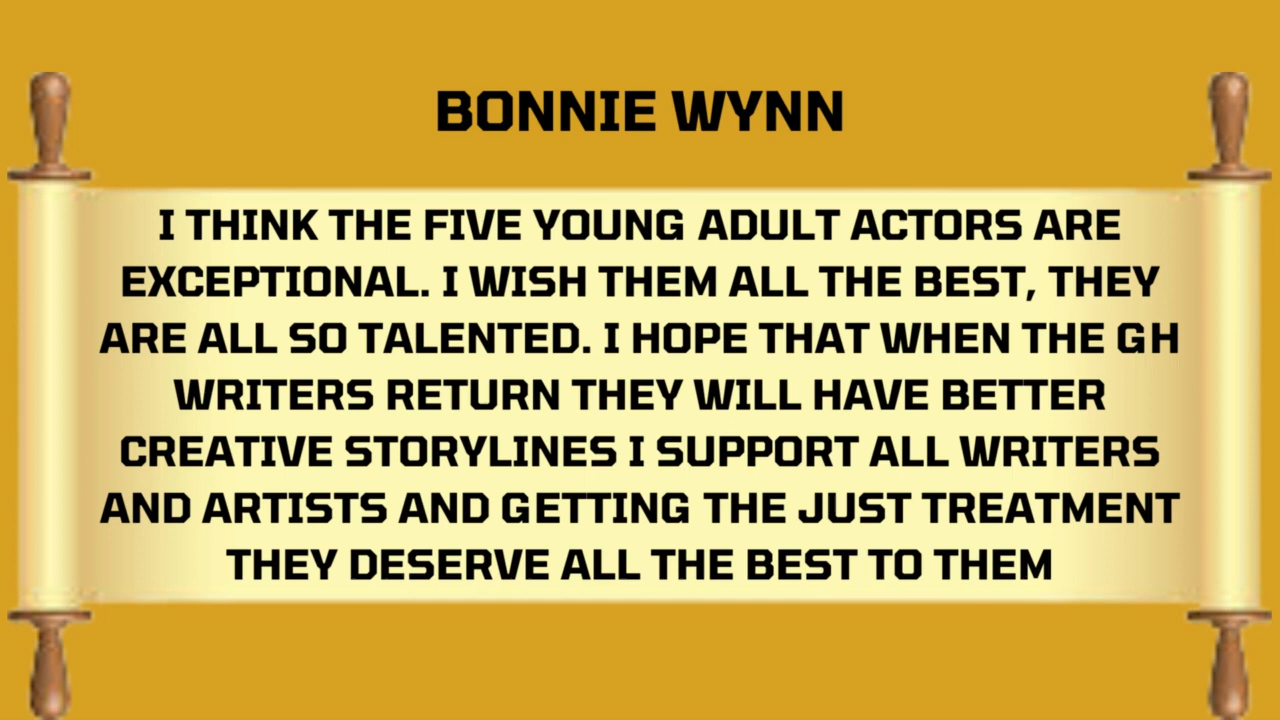 BONNIE WYNN
I THINK THE FIVE YOUNG ADULT ACTORS ARE
EXCEPTIONAL. I WISH THEM ALL THE BEST, THEY
ARE ALL SO TALENTED. I HOPE THAT WHEN THE GH
WRITERS RETURN THEY WILL HAVE BETTER
CREATIVE STORYLINES I SUPPORT ALL WRITERS
AND ARTISTS AND GETTING THE JUST TREATMENT
THEY DESERVE ALL THE BEST TO THEM